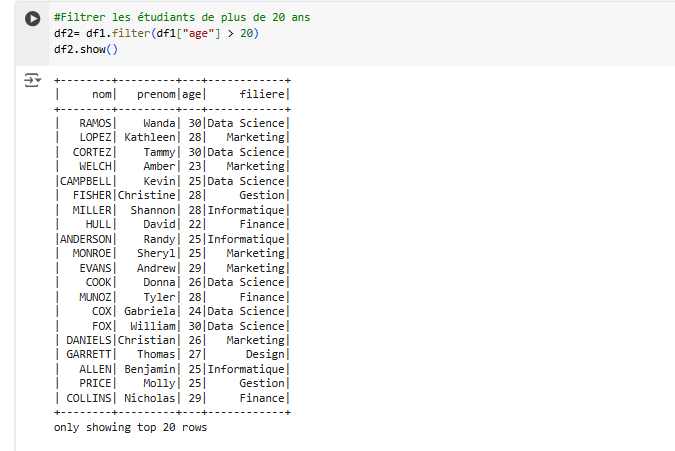 #Filtrer les étudiants de plus de 20 ans
df2= df1.filter(df1["age"] > 20)
df2.show()
+--------+---------+---+------------+
|     nom|   prenom|age|     filiere|
+--------+---------+---+------------+
|   RAMOS|    Wanda| 30|Data Science|
|   LOPEZ| Kathleen| 28|   Marketing|
|  CORTEZ|    Tammy| 30|Data Science|
|   WELCH|    Amber| 23|   Marketing|
|CAMPBELL|    Kevin| 25|Data Science|
|  FISHER|Christine| 28|     Gestion|
|  MILLER|  Shannon| 28|Informatique|
|    HULL|    David| 22|     Finance|
|ANDERSON|    Randy| 25|Informatique|
|  MONROE|   Sheryl| 25|   Marketing|
|   EVANS|   Andrew| 29|   Marketing|
|    COOK|    Donna| 26|Data Science|
|   MUNOZ|    Tyler| 28|     Finance|
|     COX| Gabriela| 24|Data Science|
|     FOX|  William| 30|Data Science|
| DANIELS|Christian| 26|   Marketing|
| GARRETT|   Thomas| 27|      Design|
|   ALLEN| Benjamin| 25|Informatique|
|   PRICE|    Molly| 25|     Gestion|
| COLLINS| Nicholas| 29|     Finance|
+--------+---------+---+------------+
only showing top 20 rows